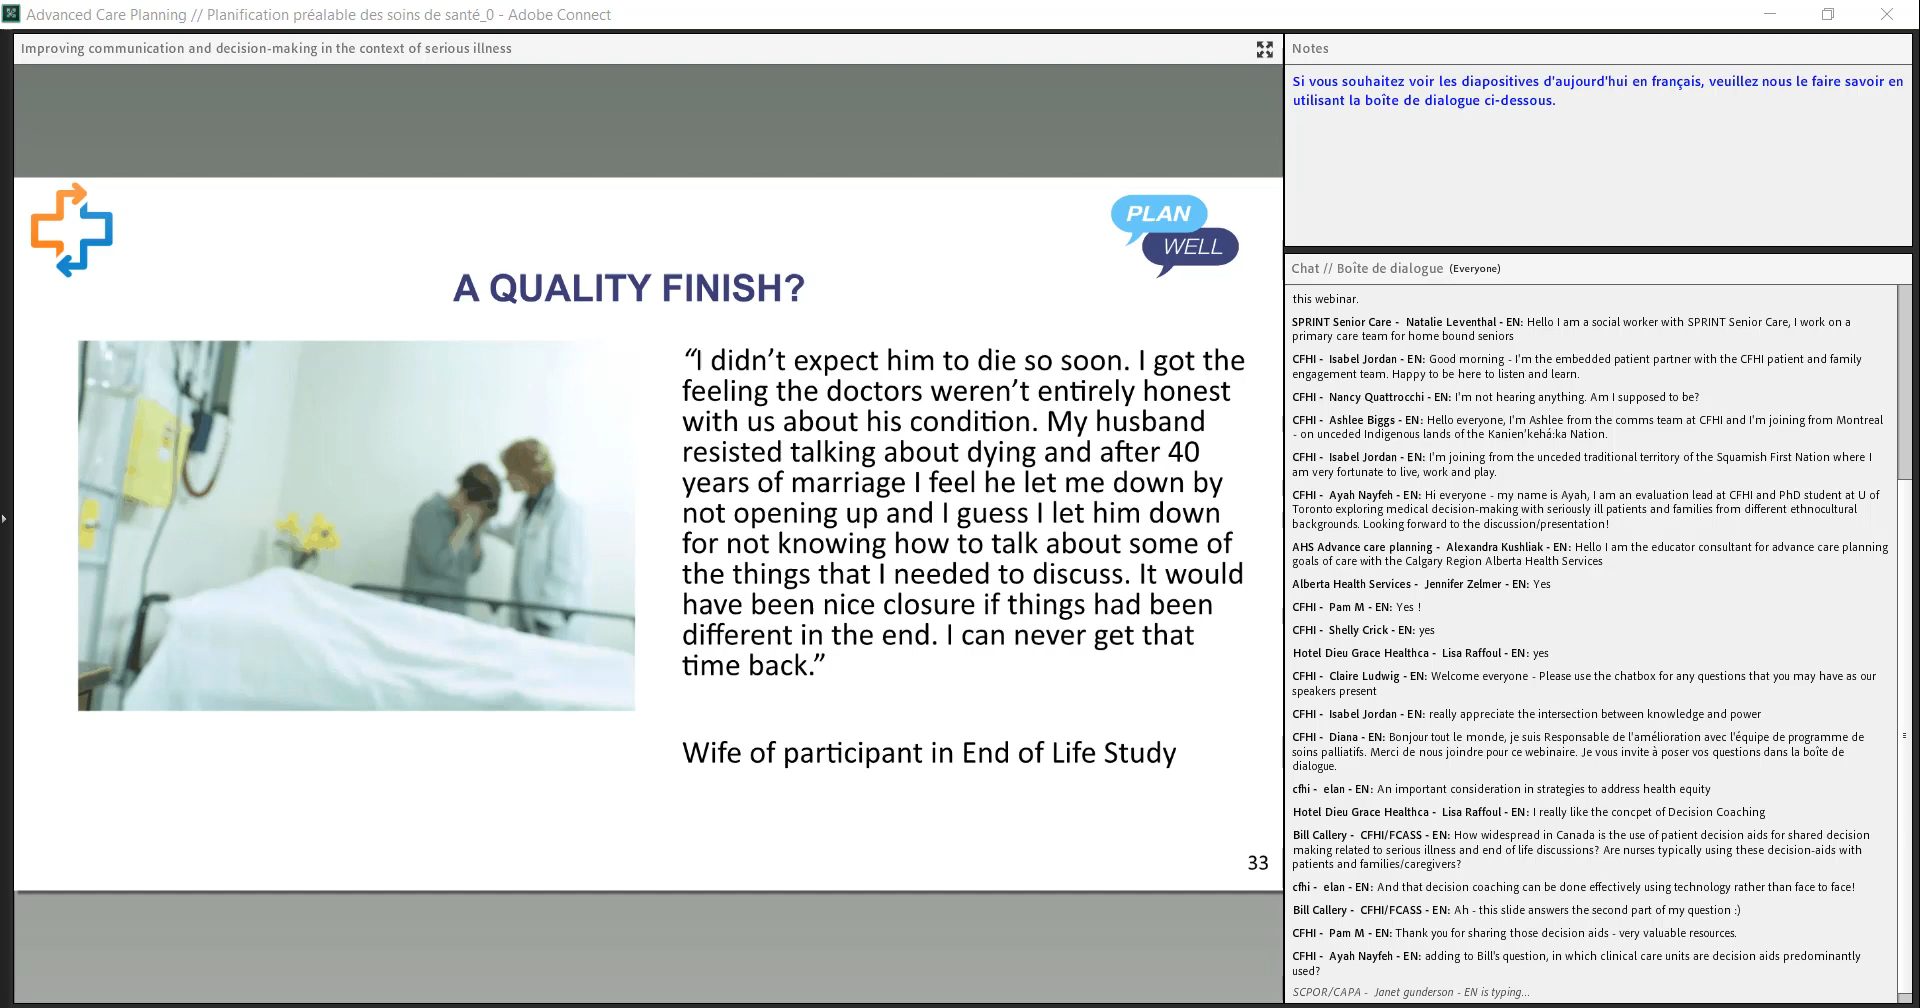 Advanced Care Planning // Planification préalable des soins de santé_0 - Adobe Connect
Improving communication and decision-making in the context of serious illness
PLAN
WELL
A QUALITY FINISH?
“I didn’t expect him to die so soon. I got the
feeling the doctors weren’t entirely honest
with us about his condition. My husband
resisted talking about dying and after 40
years of marriage I feel he let me down by
not opening up and I guess I let him down
for not knowing how to talk about some of
the things that I needed to discuss. It would
have been nice closure if things had been
different in the end. I can never get that
time back.”
Wife of participant in End of Life Study
33
Notes
Si vous souhaitez voir les diapositives d'aujourd'hui en français, veuillez nous le faire savoir en
utilisant la boîte de dialogue ci-dessous.
Chat // Boîte de dialogue (Everyone)
this webinar.
SPRINT Senior Care - Natalie Leventhal - EN: Hello I am a social worker with SPRINT Senior Care, I work on a
primary care team for home bound seniors
CFHI - Isabel Jordan - EN: Good morning - I'm the embedded patient partner with the CFHI patient and family
engagement team. Happy to be here to listen and learn.
CFHI - Nancy Quattrocchi - EN: I'm not hearing anything. Am I supposed to be?
CFHI - Ashlee Biggs - EN: Hello everyone, I'm Ashlee from the comms team at CFHI and I'm joining from Montreal
- on unceded Indigenous lands of the Kanien’kehá:ka Nation.
CFHI - Isabel Jordan - EN: I'm joining from the unceded traditional territory of the Squamish First Nation where I
am very fortunate to live, work and play.
CFHI - Ayah Nayfeh - EN: Hi everyone - my name is Ayah, I am an evaluation lead at CFHI and PhD student at U of
Toronto exploring medical decision-making with seriously ill patients and families from different ethnocultural
backgrounds. Looking forward to the discussion/presentation!
AHS Advance care planning - Alexandra Kushliak - EN: Hello I am the educator consultant for advance care planning
goals of care with the Calgary Region Alberta Health Services
Alberta Health Services - Jennifer Zelmer - EN: Yes
CFHI - Pam M - EN: Yes !
CFHI - Shelly Crick - EN: yes
Hotel Dieu Grace Healthca - Lisa Raffoul - EN: yes
CFHI - Claire Ludwig - EN: Welcome everyone - Please use the chatbox for any questions that you may have as our
speakers present
CFHI - Isabel Jordan - EN: really appreciate the intersection between knowledge and power
CFHI - Diana - EN: Bonjour tout le monde, je suis Responsable de l'amélioration avec l'équipe de programme de
soins palliatifs. Merci de nous joindre pour ce webinaire. Je vous invite à poser vos questions dans la boîte de
dialogue.
cfhi - elan - EN: An important consideration in strategies to address health equity
Hotel Dieu Grace Healthca - Lisa Raffoul - EN: I really like the concpet of Decision Coaching
Bill Callery - CFHI/FCASS - EN: How widespread in Canada is the use of patient decision aids for shared decision
making related to serious illness and end of life discussions? Are nurses typically using these decision-aids with
patients and families/caregivers?
cfhi - elan - EN: And that decision coaching can be done effectively using technology rather than face to face!
Bill Callery - CFHI/FCASS - EN: Ah - this slide answers the second part of my question :)
CFHI - Pam M - EN: Thank you for sharing those decision aids - very valuable resources.
CFHI - Ayah Nayfeh - EN: adding to Bill's question, in which clinical care units are decision aids predominantly
used?
SCPOR/CAPA - Janet gunderson - EN is typing...